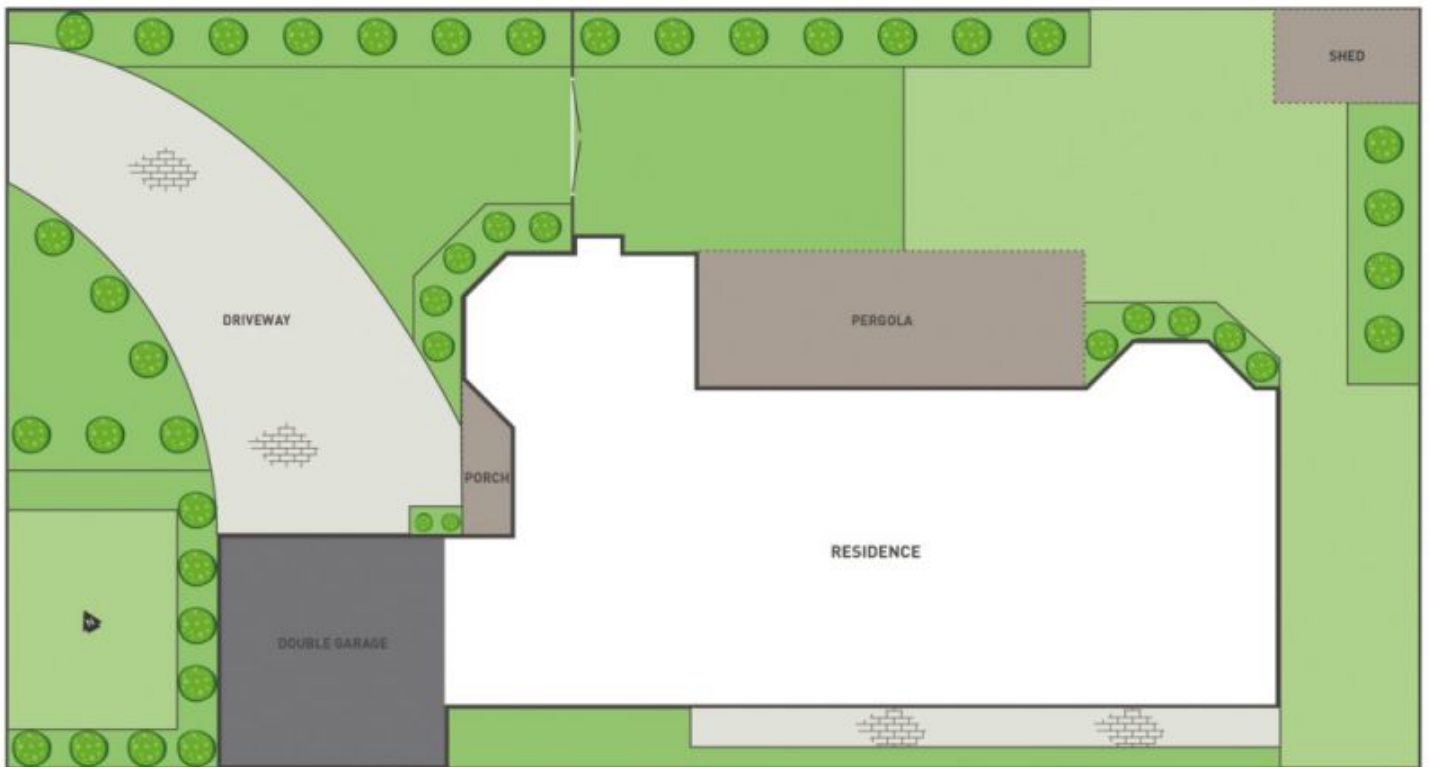 SHED
DRIVEWAY
PERGOLA
PORCH
RESIDENCE
DOUBLE GARAGE